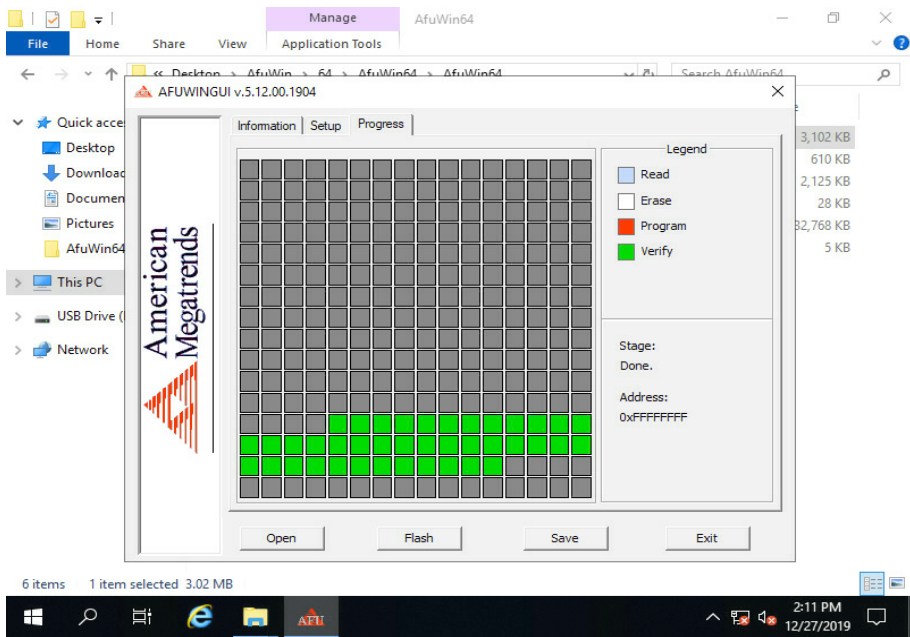 Manage
AfuWin64
File
Home
Share
View
Application Tools
« Desktop › AfuWin › 64 › AfuWin64 › AfuWin64
Search AfuWin64
AFUWINGUI v.5.12.00.1904
Quick acce
Desktop
Downloac
Documen
Pictures
AfuWin64
This PC
USB Drive (
Network
American
Megatrends
Information
Setup
Progress
Legend
Read
Erase
Program
Verify
Stage:
Done.
Address:
0xFFFFFFFF
3,102 KB
610 KB
2,125 KB
28 KB
32,768 KB
5 KB
Open
Flash
Save
Exit
6 items
1 item selected 3.02 MB
AFU
2:11 PM
12/27/2019